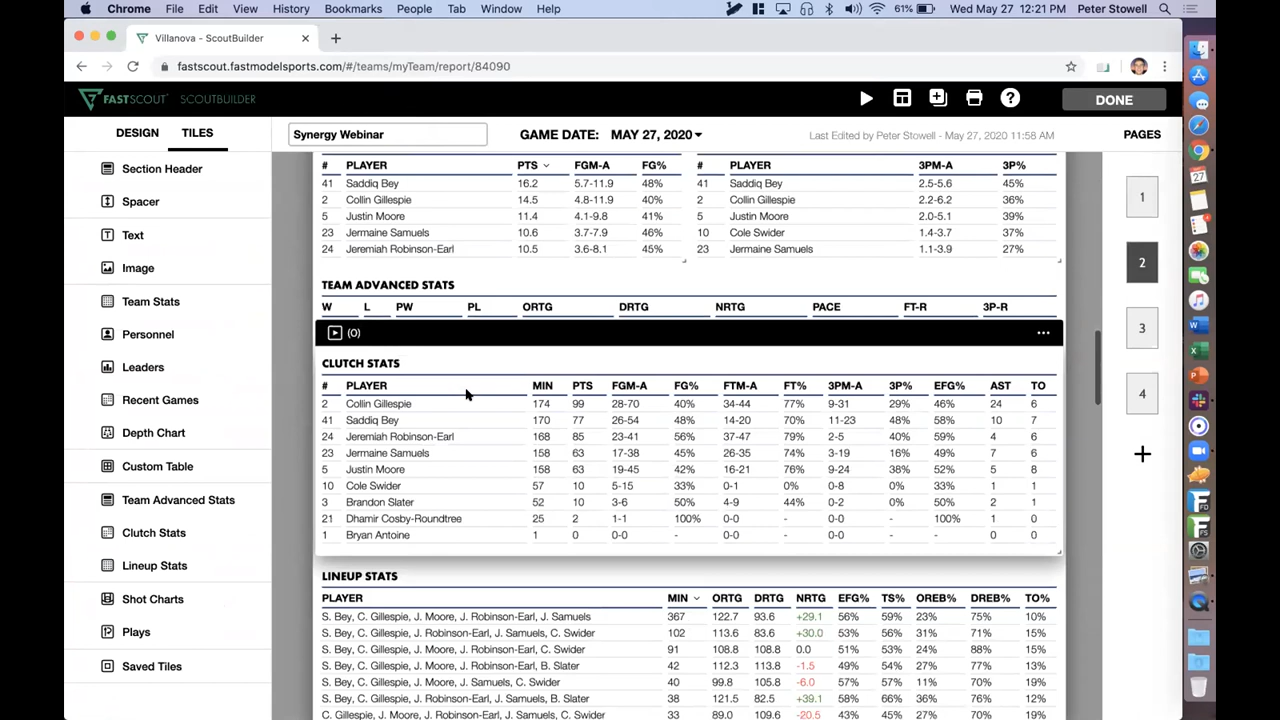 Chrome File Edit View History Bookmarks People Tab Window Help 61% Wed May 27 12:21 PM Peter Stowell
Villanova - ScoutBuilder
fastscout.fastmodelsports.com/#/teams/myTeam/report/84090
FASTSCOUT SCOUTBUILDER DONE
DESIGN TILES Synergy Webinar GAME DATE: MAY 27, 2020 Last Edited by Peter Stowell - May 27, 2020 11:58 AM PAGES
Section Header
Spacer
Text
Image
Team Stats
Personnel
Leaders
Recent Games
Depth Chart
Custom Table
Team Advanced Stats
Clutch Stats
Lineup Stats
Shot Charts
Plays
Saved Tiles
# PLAYER PTS FGM-A FG%
41 Saddiq Bey 16.2 5.7-11.9 48%
2 Collin Gillespie 14.5 4.8-11.9 40%
5 Justin Moore 11.4 4.1-9.8 41%
23 Jermaine Samuels 10.6 3.7-7.9 46%
24 Jeremiah Robinson-Earl 10.5 3.6-8.1 45%
# PLAYER 3PM-A 3P%
41 Saddiq Bey 2.5-5.6 45%
2 Collin Gillespie 2.2-6.2 36%
5 Justin Moore 2.0-5.1 39%
10 Cole Swider 1.4-3.7 37%
23 Jermaine Samuels 1.1-3.9 27%
TEAM ADVANCED STATS
W L PW PL ORTG DRTG NRTG PACE FT-R 3P-R
(0) ...
CLUTCH STATS
# PLAYER MIN PTS FGM-A FG% FTM-A FT% 3PM-A 3P% EFG% AST TO
2 Collin Gillespie 174 99 28-70 40% 34-44 77% 9-31 29% 46% 24 6
41 Saddiq Bey 170 77 26-54 48% 14-20 70% 11-23 48% 58% 10 7
24 Jeremiah Robinson-Earl 168 85 23-41 56% 37-47 79% 2-5 40% 59% 4 6
23 Jermaine Samuels 158 63 17-38 45% 26-35 74% 3-19 16% 49% 7 6
5 Justin Moore 158 63 19-45 42% 16-21 76% 9-24 38% 52% 5 8
10 Cole Swider 57 10 5-15 33% 0-1 0% 0-8 0% 33% 1 1
3 Brandon Slater 52 10 3-6 50% 4-9 44% 0-2 0% 50% 2 1
21 Dhamir Cosby-Roundtree 25 2 1-1 100% 0-0 - 0-0 - 100% 1 0
1 Bryan Antoine 1 0 0-0 - 0-0 - 0-0 - - 0 0
LINEUP STATS
PLAYER MIN ORTG DRTG NRTG EFG% TS% OREB% DREB% TO%
S. Bey, C. Gillespie, J. Moore, J. Robinson-Earl, J. Samuels 367 122.7 93.6 +29.1 56% 59% 23% 75% 10%
S. Bey, C. Gillespie, J. Robinson-Earl, J. Samuels, C. Swider 102 113.6 83.6 +30.0 53% 56% 31% 71% 15%
S. Bey, C. Gillespie, J. Moore, J. Robinson-Earl, C. Swider 91 108.8 108.8 0.0 51% 53% 24% 88% 15%
S. Bey, C. Gillespie, J. Moore, J. Robinson-Earl, B. Slater 42 112.3 113.8 -1.5 49% 54% 27% 77% 13%
S. Bey, C. Gillespie, J. Moore, J. Samuels, C. Swider 40 99.8 105.8 -6.0 57% 57% 11% 70% 19%
S. Bey, C. Gillespie, J. Robinson-Earl, J. Samuels, B. Slater 38 121.5 82.5 +39.1 58% 66% 36% 76% 12%
C. Gillespie, J. Moore, J. Robinson-Earl, J. Samuels, C. Swider 33 89.0 109.6 -20.5 43% 45% 27% 70% 19%
1
2
3
4
+